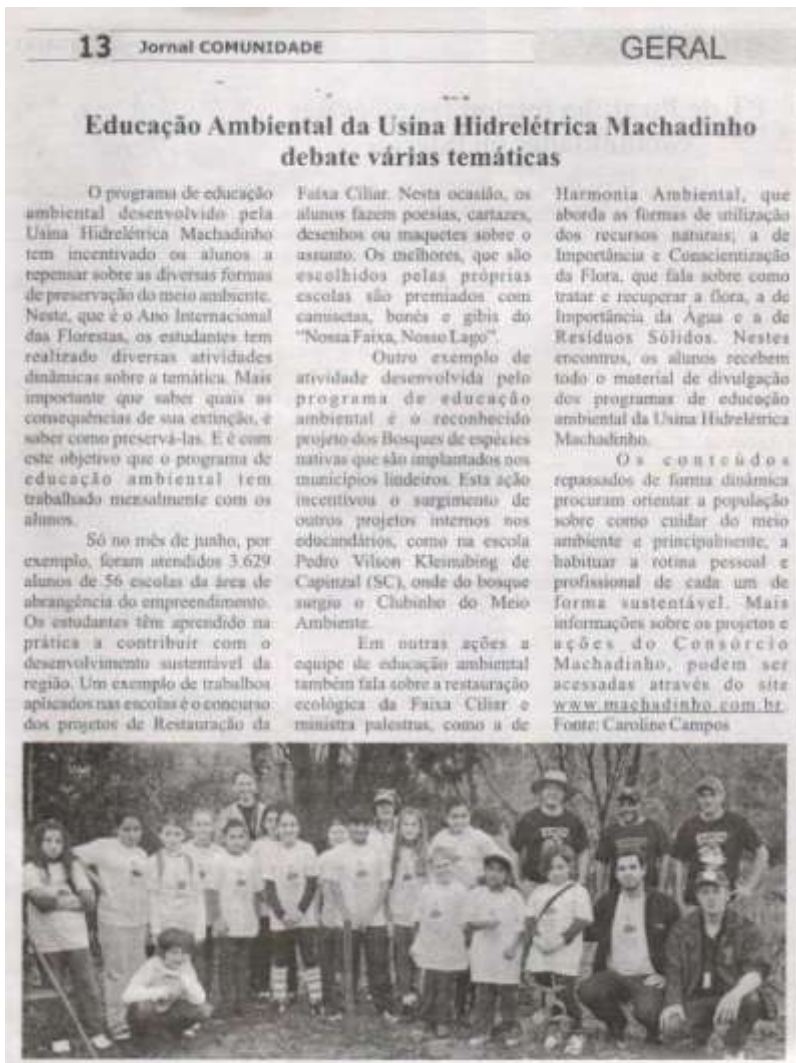 13 Jornal COMUNIDADE GERAL
Educação Ambiental da Usina Hidrelétrica Machadinho
debate várias temáticas
O programa de educação
ambiental desenvolvido pela
Usina Hidrelétrica Machadinho
tem incentivado os alunos a
repensar sobre as diversas formas
de preservação do meio ambiente.
Neste, que é o Ano Internacional
das Florestas, os estudantes tem
realizado diversas atividades
dinâmicas sobre a temática. Mais
importante que saber quais as
consequências de sua extinção, é
saber como preservá-las. E é com
este objetivo que o programa de
educação ambiental tem
trabalhado mensalmente com os
alunos.
Só no mês de junho, por
exemplo, foram atendidos 3.629
alunos de 56 escolas da área de
abrangência do empreendimento.
Os estudantes têm aprendido na
prática a contribuir com o
desenvolvimento sustentável da
região. Um exemplo de trabalhos
aplicados nas escolas é o concurso
dos projetos de Restauração da
Faixa Ciliar. Nesta ocasião, os
alunos fazem poesias, cartazes,
desenhos ou maquetes sobre o
assunto. Os melhores, que são
escolhidos pelas próprias
escolas são premiados com
camisetas, bonés e gibis do
"Nossa Faixa, Nosso Lago".
Outro exemplo de
atividade desenvolvida pelo
programa de educação
ambiental é o reconhecido
projeto dos Bosques de espécies
nativas que são implantados nos
municípios lindeiros. Esta ação
incentivou o surgimento de
outros projetos internos nos
educandários, como na escola
Pedro Vilson Kleinubing de
Capinzal (SC), onde do bosque
surgiu o Clubinho do Meio
Ambiente.
Em outras ações a
equipe de educação ambiental
também fala sobre a restauração
ecológica da Faixa Ciliar e
ministra palestras, como a de
Harmonia Ambiental, que
aborda as formas de utilização
dos recursos naturais; a de
Importância e Conscientização
da Flora, que fala sobre como
tratar e recuperar a flora, a de
Importância da Água e a de
Resíduos Sólidos. Nestes
encontros, os alunos recebem
todo o material de divulgação
dos programas de educação
ambiental da Usina Hidrelétrica
Machadinho.
Os conteúdos
repassados de forma dinâmica
procuram orientar a população
sobre como cuidar do meio
ambiente e principalmente, a
habituar a rotina pessoal e
profissional de cada um de
forma sustentável. Mais
informações sobre os projetos e
ações do Consórcio
Machadinho, podem ser
acessadas através do site
www.machadinho.com.br.
Fonte: Caroline Campos